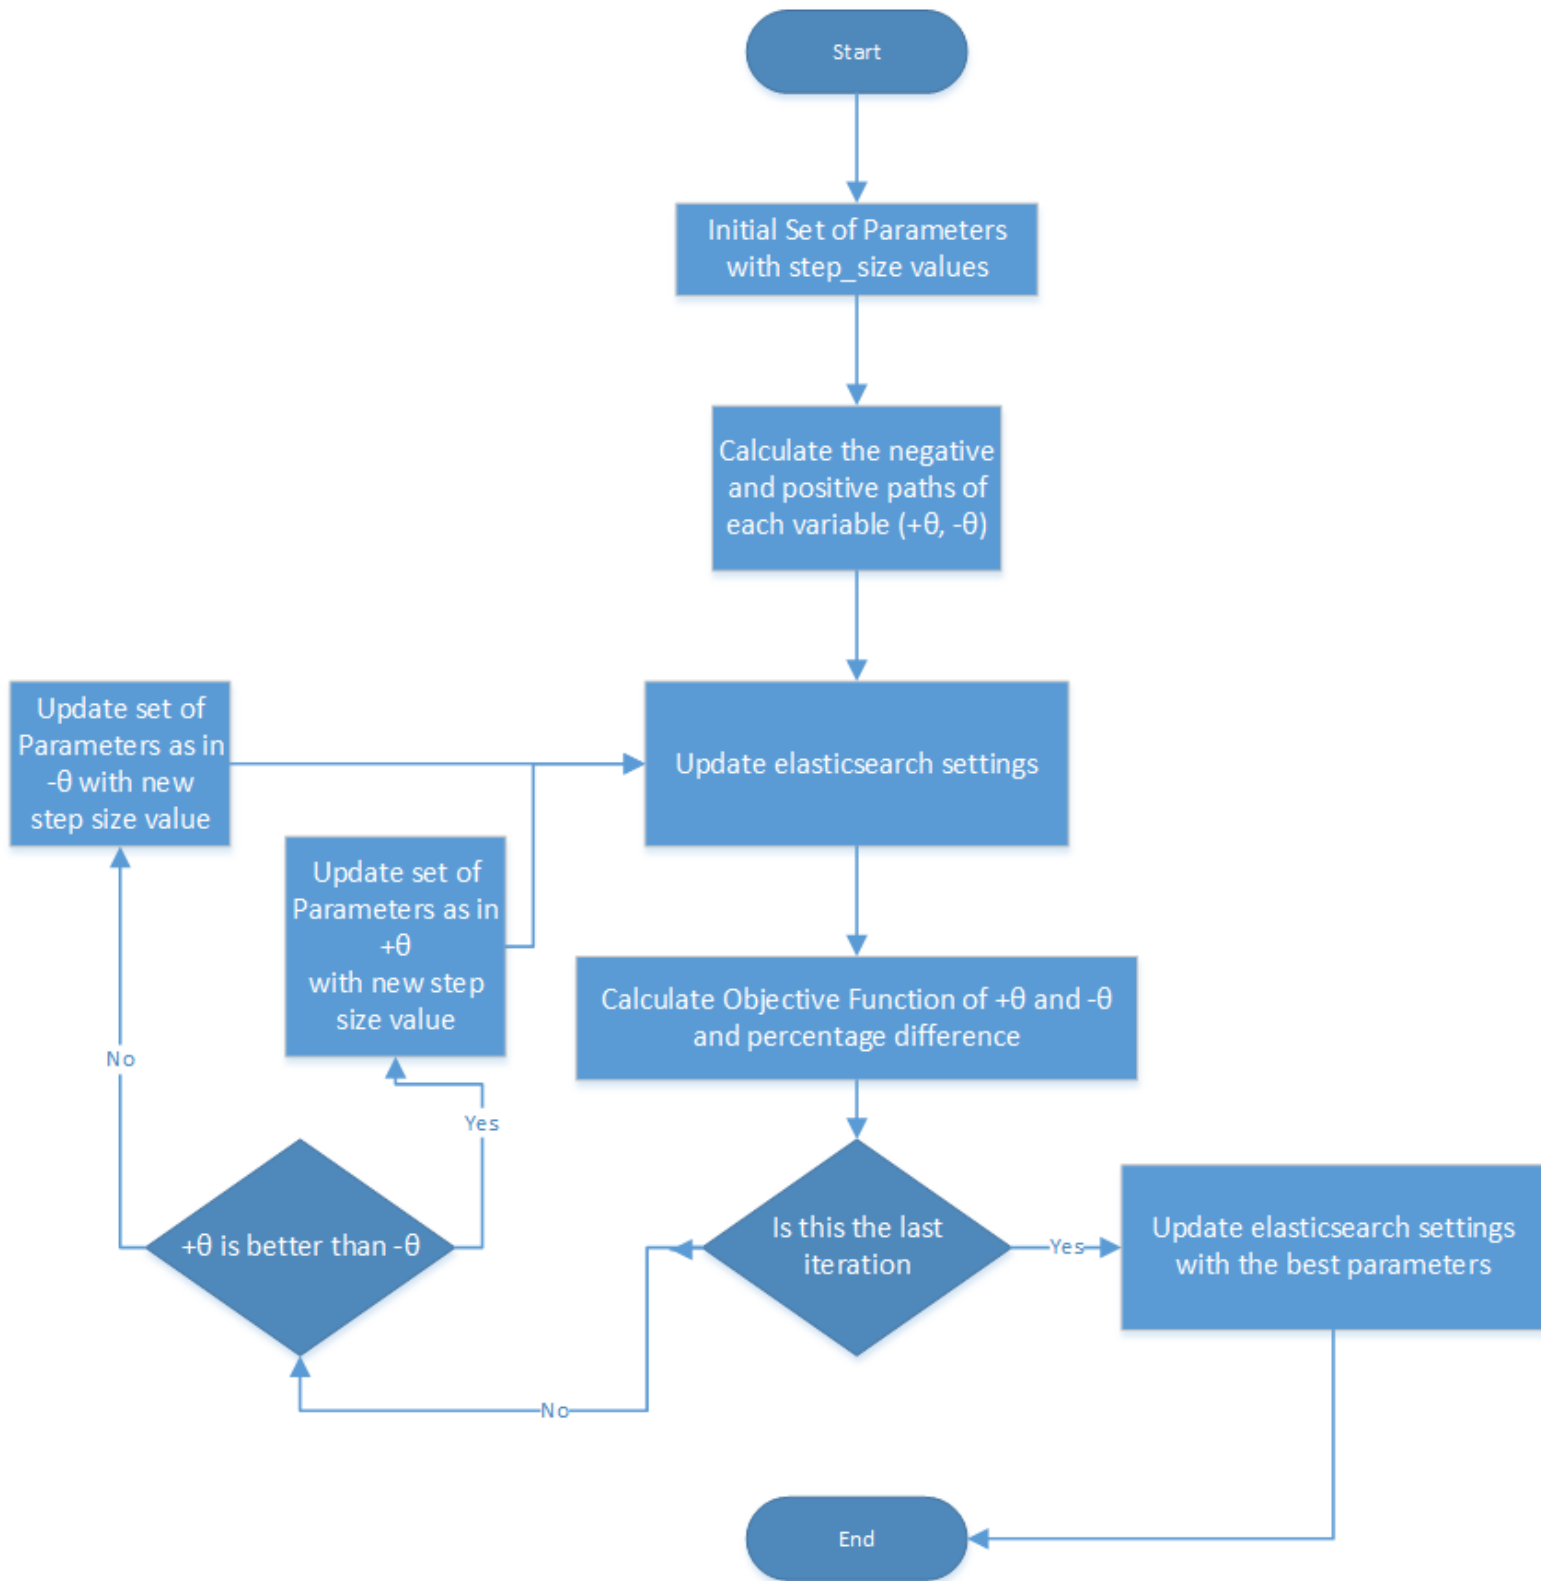 Start
Initial Set of Parameters
with step_size values
Calculate the negative
and positive paths of
each variable (+θ, -θ)
Update set of
Parameters as in
-θ with new
step size value
Update elasticsearch settings
Update set of
Parameters as in
+θ
with new step
size value
Calculate Objective Function of +θ and -θ
and percentage difference
No
Yes
+θ is better than -θ
Is this the last
iteration
Yes
Update elasticsearch settings
with the best parameters
No
End